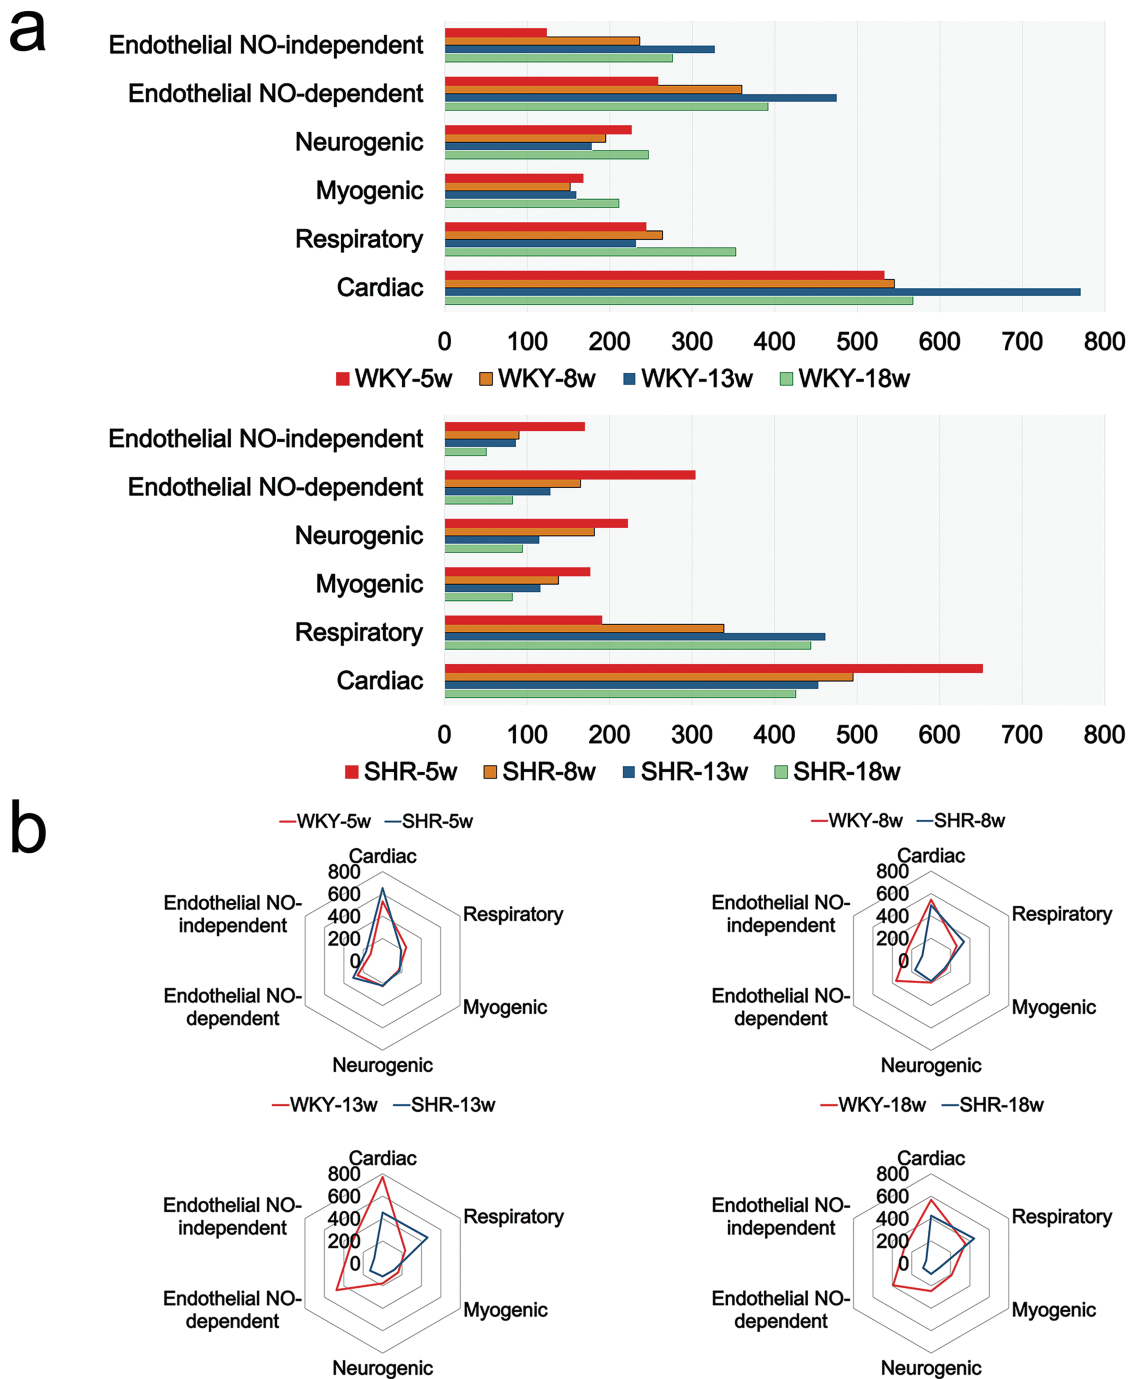 a
Endothelial NO-independent
Endothelial NO-dependent
Neurogenic
Myogenic
Respiratory
Cardiac
0 100 200 300 400 500 600 700 800
WKY-5w WKY-8w WKY-13w WKY-18w
Endothelial NO-independent
Endothelial NO-dependent
Neurogenic
Myogenic
Respiratory
Cardiac
0 100 200 300 400 500 600 700 800
SHR-5w SHR-8w SHR-13w SHR-18w
b
WKY-5w SHR-5w
Cardiac
800
600
400
200
0
Respiratory
Myogenic
Neurogenic
Endothelial NO-
dependent
Endothelial NO-
independent
WKY-8w SHR-8w
Cardiac
800
600
400
200
0
Respiratory
Myogenic
Neurogenic
Endothelial NO-
dependent
Endothelial NO-
independent
WKY-13w SHR-13w
Cardiac
800
600
400
200
0
Respiratory
Myogenic
Neurogenic
Endothelial NO-
dependent
Endothelial NO-
independent
WKY-18w SHR-18w
Cardiac
800
600
400
200
0
Respiratory
Myogenic
Neurogenic
Endothelial NO-
dependent
Endothelial NO-
independent